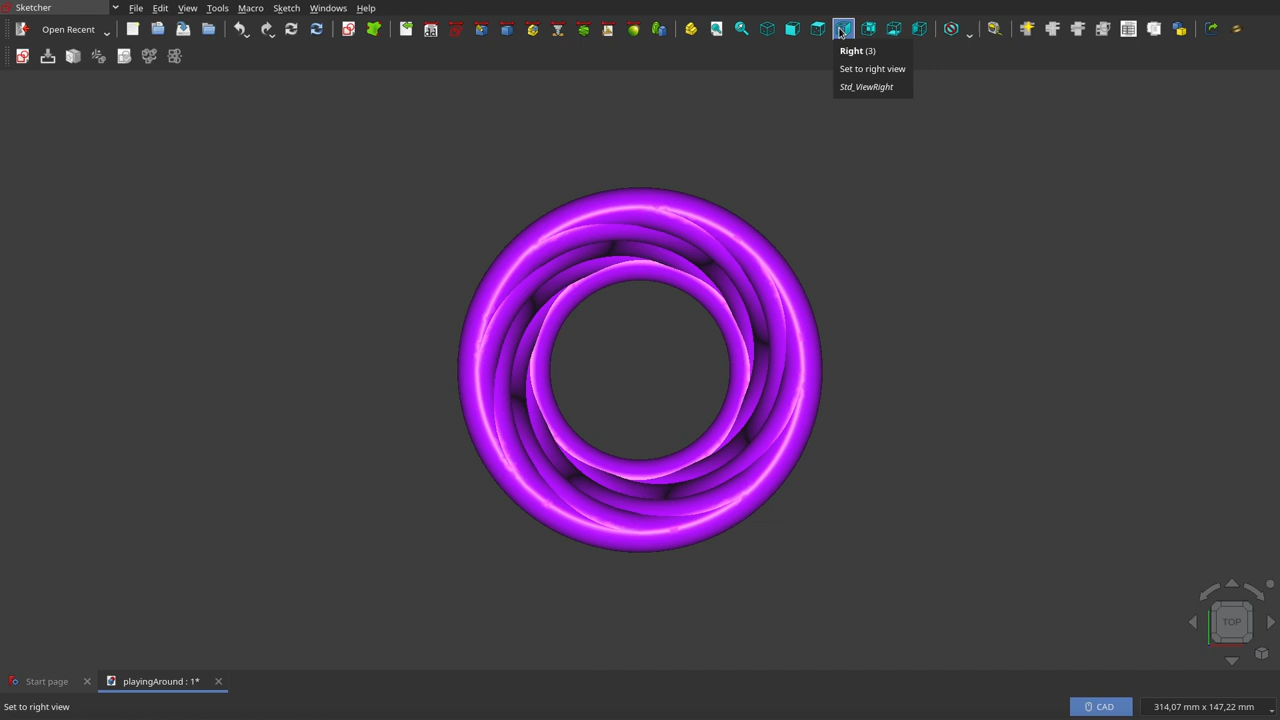 Sketcher File Edit View Tools Macro Sketch Windows Help
Open Recent
Right (3)
Set to right view
Std_ViewRight
TOP
Start page playingAround : 1*
Set to right view CAD 314,07 mm x 147,22 mm